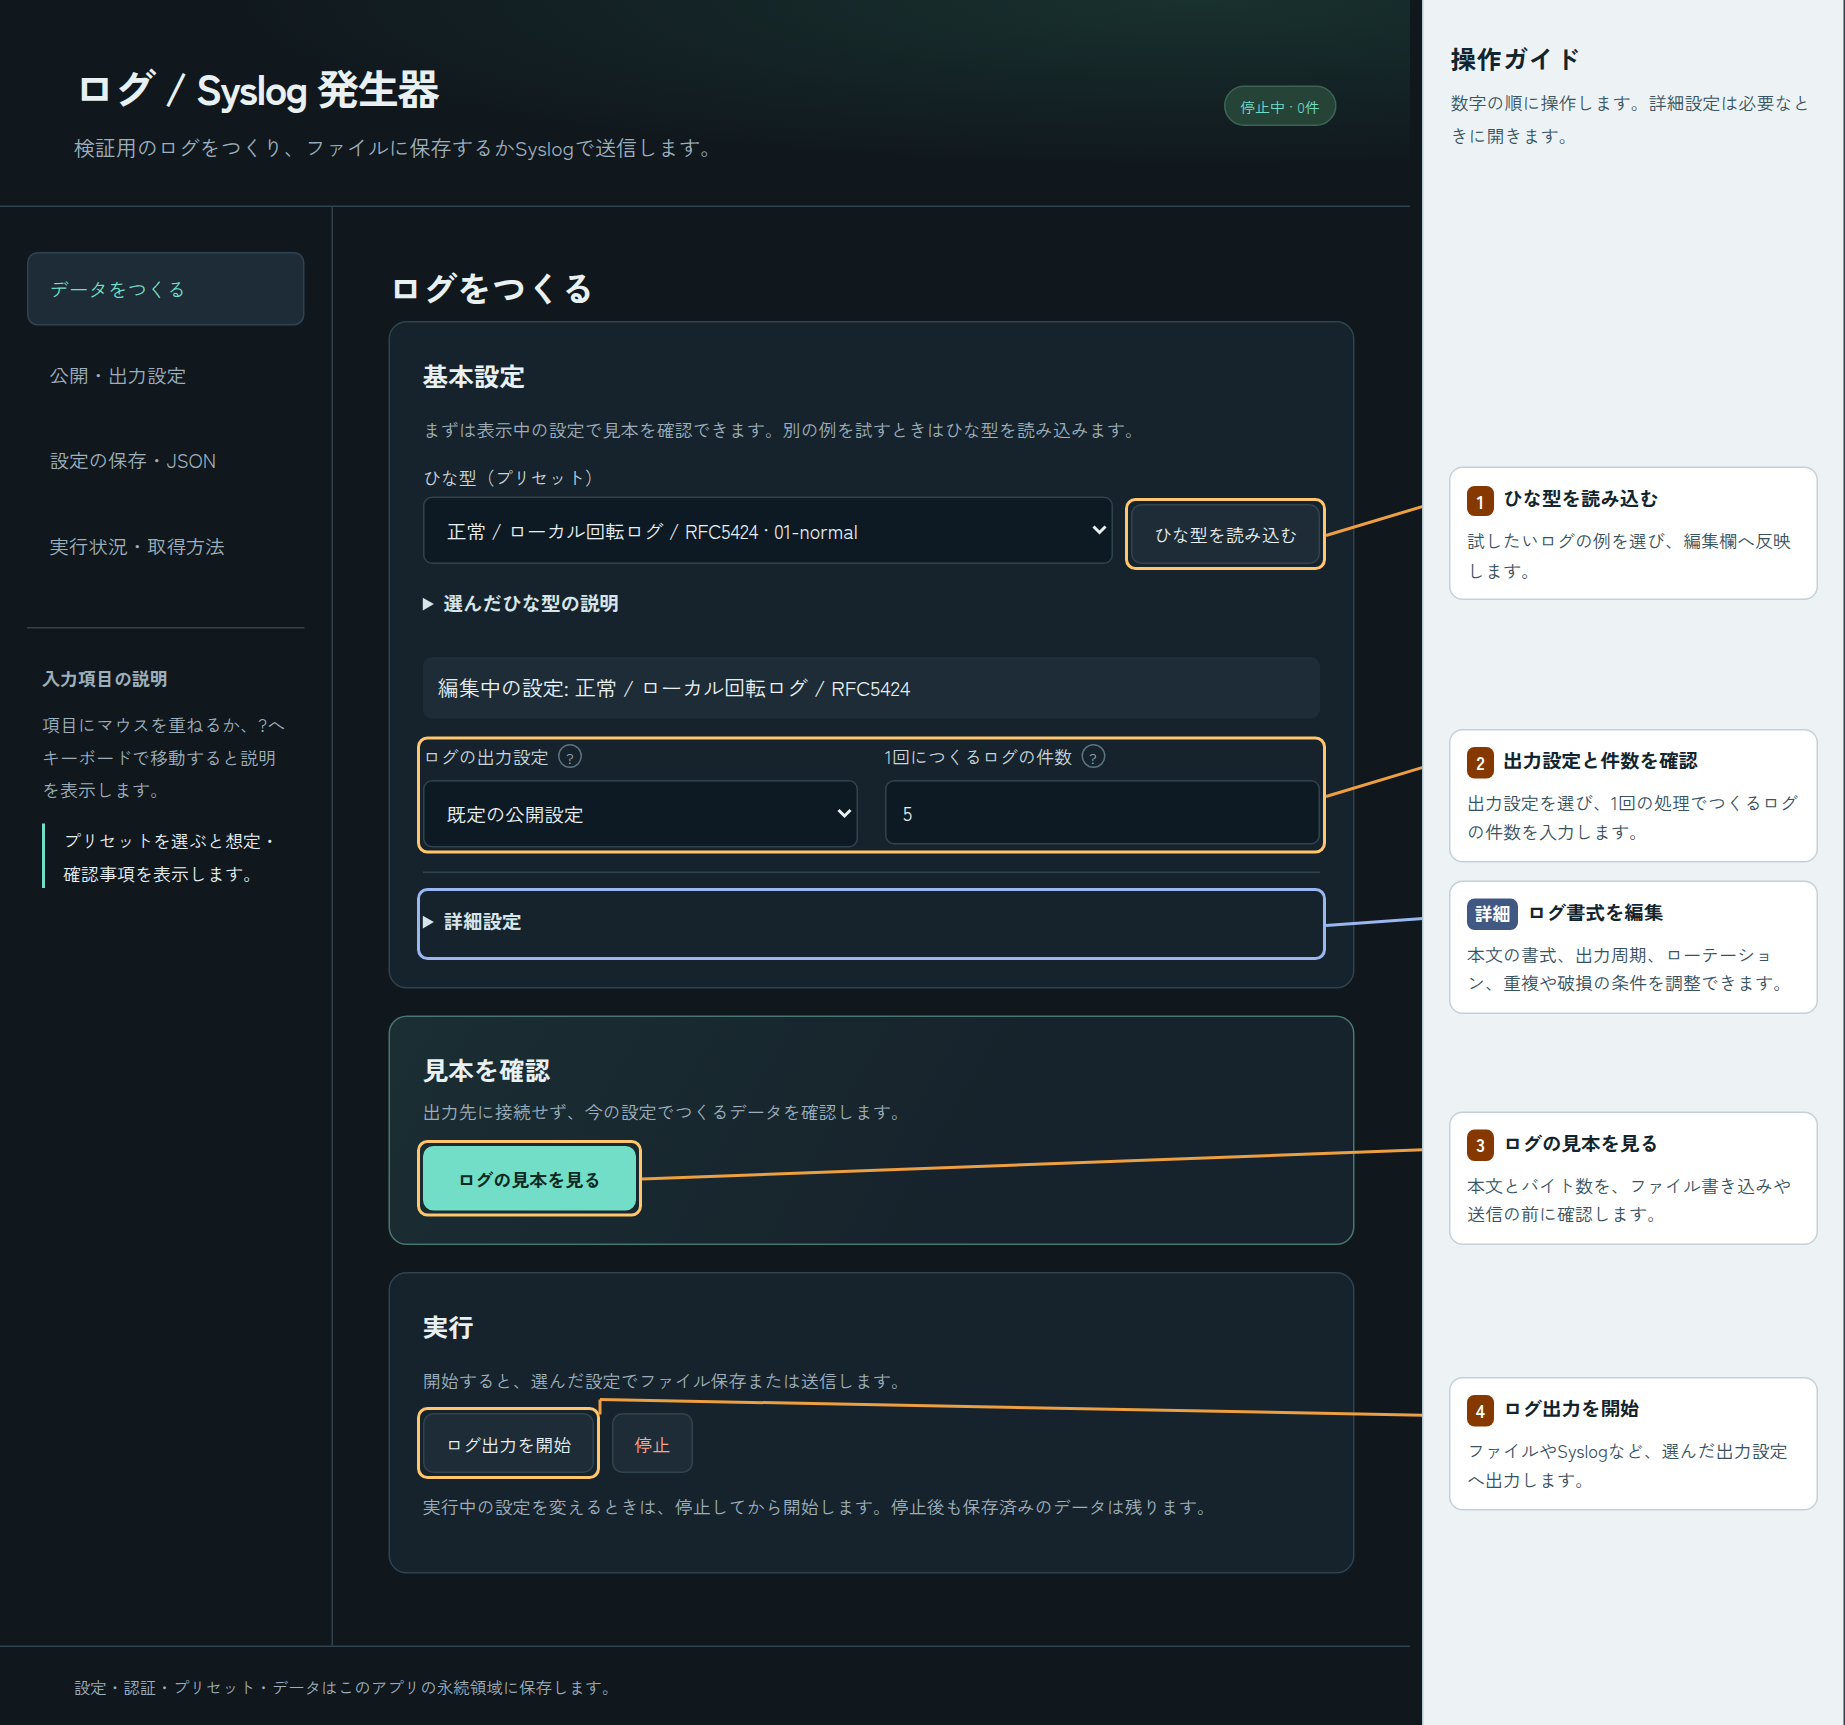 ログ / Syslog 発生器
検証用のログをつくり、ファイルに保存するかSyslogで送信します。
停止中 · 0件
データをつくる
公開・出力設定
設定の保存・JSON
実行状況・取得方法
入力項目の説明
項目にマウスを重ねるか、?へ
キーボードで移動すると説明
を表示します。
プリセットを選ぶと想定・
確認事項を表示します。
ログをつくる
基本設定
まずは表示中の設定で見本を確認できます。別の例を試すときはひな型を読み込みます。
ひな型（プリセット）
正常 / ローカル回転ログ / RFC5424 · 01-normal
ひな型を読み込む
▶ 選んだひな型の説明
編集中の設定: 正常 / ローカル回転ログ / RFC5424
ログの出力設定 ?
1回につくるログの件数 ?
既定の公開設定
5
▶ 詳細設定
見本を確認
出力先に接続せず、今の設定でつくるデータを確認します。
ログの見本を見る
実行
開始すると、選んだ設定でファイル保存または送信します。
ログ出力を開始
停止
実行中の設定を変えるときは、停止してから開始します。停止後も保存済みのデータは残ります。
設定・認証・プリセット・データはこのアプリの永続領域に保存します。
操作ガイド
数字の順に操作します。詳細設定は必要なと
きに開きます。
1 ひな型を読み込む
試したいログの例を選び、編集欄へ反映
します。
2 出力設定と件数を確認
出力設定を選び、1回の処理でつくるログ
の件数を入力します。
詳細 ログ書式を編集
本文の書式、出力周期、ローテーショ
ン、重複や破損の条件を調整できます。
3 ログの見本を見る
本文とバイト数を、ファイル書き込みや
送信の前に確認します。
4 ログ出力を開始
ファイルやSyslogなど、選んだ出力設定
へ出力します。